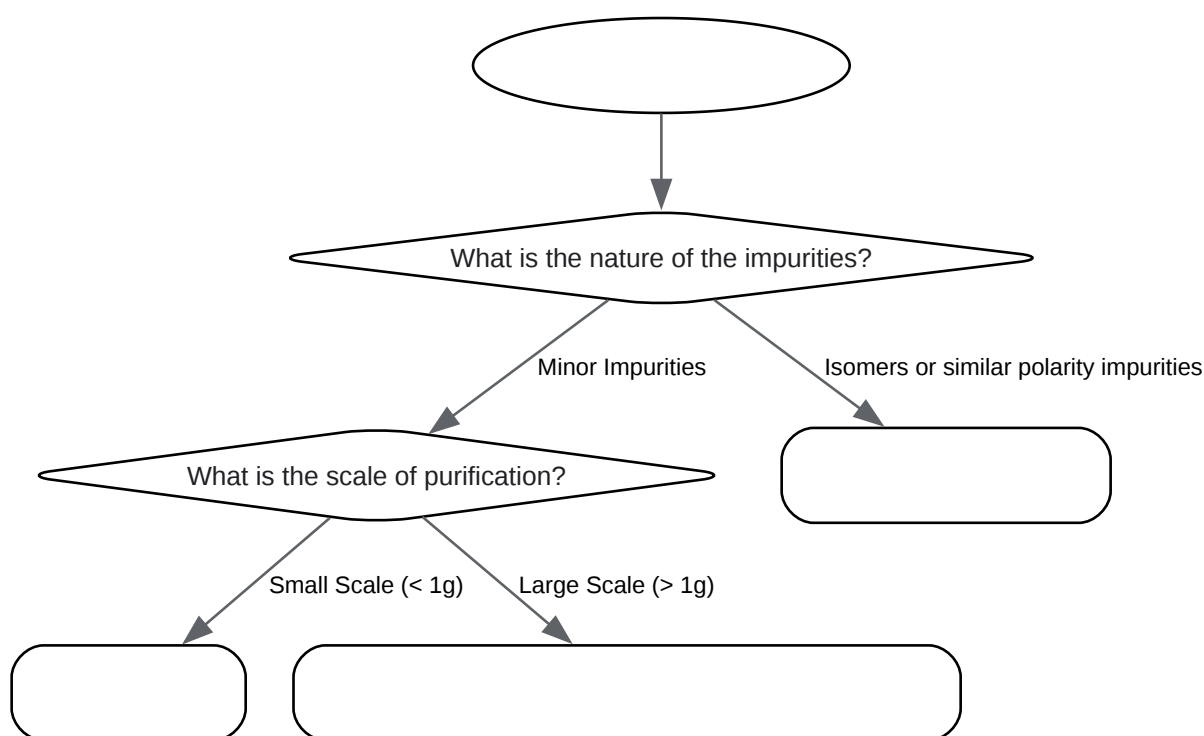 What is the nature of the impurities?
Minor Impurities
Isomers or similar polarity impurities
What is the scale of purification?
Small Scale (< 1g)
Large Scale (> 1g)